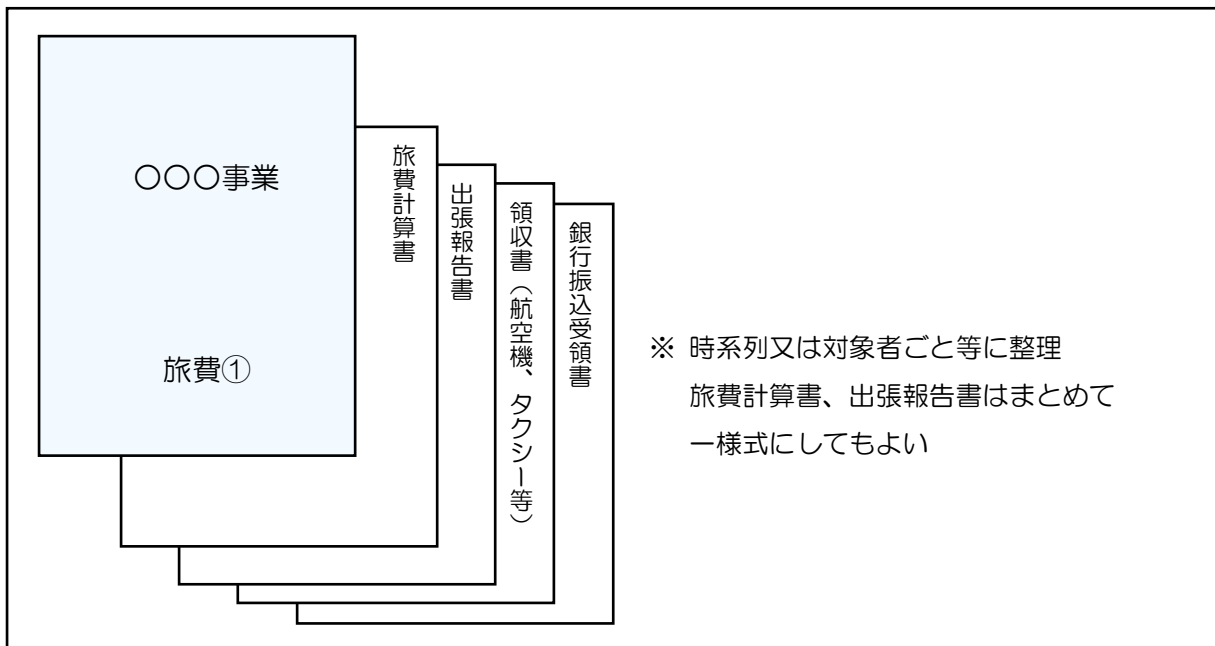 〇〇〇事業
旅費①
旅費計算書
出張報告書
領収書（航空機、タクシー等）
銀行振込受領書
※ 時系列又は対象者ごと等に整理
旅費計算書、出張報告書はまとめて
一様式にしてもよい